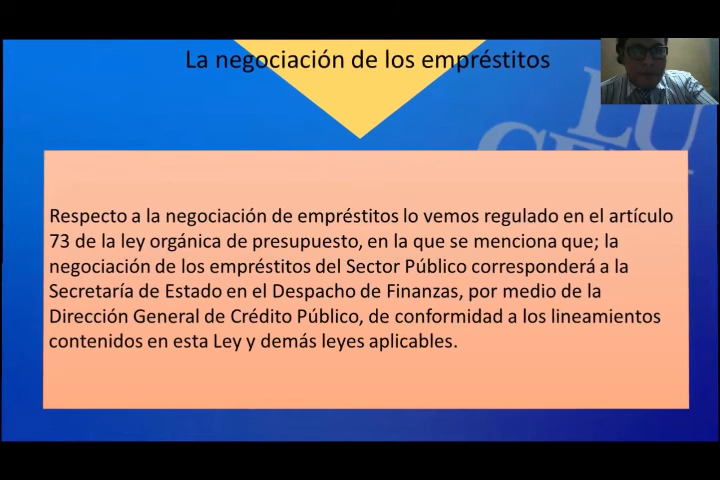 La negociación de los empréstitos
Respecto a la negociación de empréstitos lo vemos regulado en el artículo
73 de la ley orgánica de presupuesto, en la que se menciona que; la
negociación de los empréstitos del Sector Público corresponderá a la
Secretaría de Estado en el Despacho de Finanzas, por medio de la
Dirección General de Crédito Público, de conformidad a los lineamientos
contenidos en esta Ley y demás leyes aplicables.